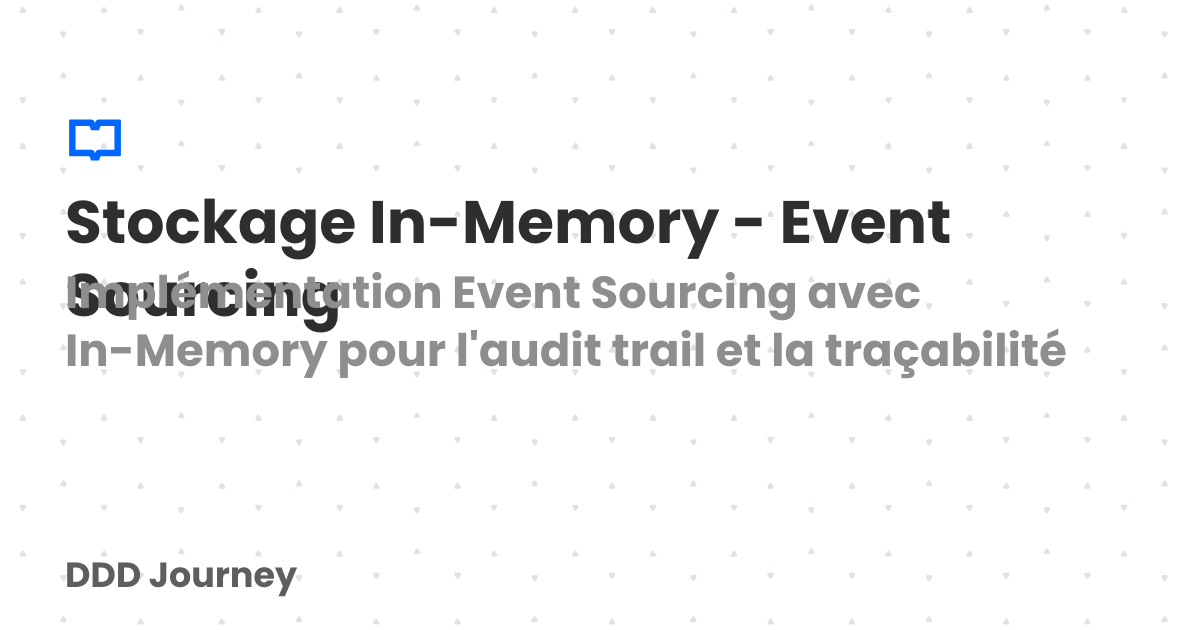 Stockage In-Memory - Event
Sourcing
Implémentation Event Sourcing avec
In-Memory pour l'audit trail et la traçabilité
DDD Journey